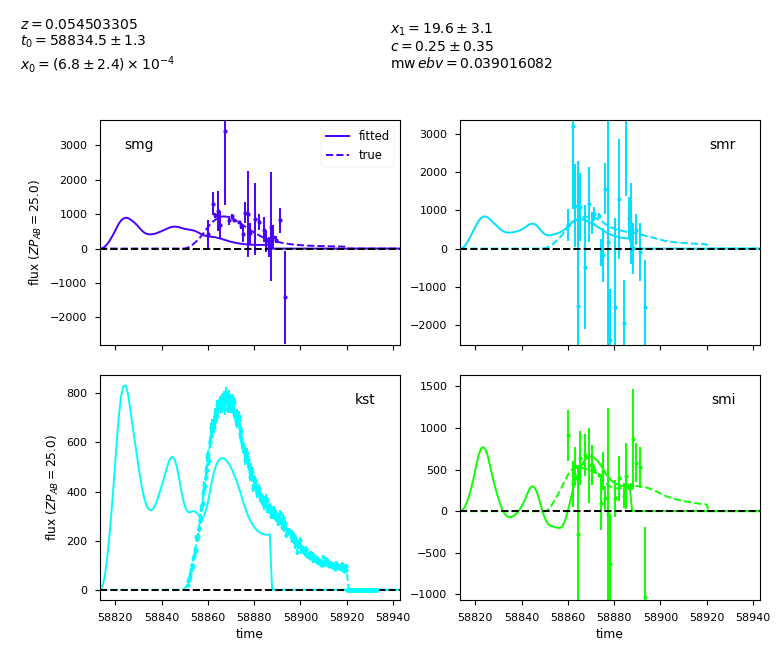 z = 0.054503305
t₀ = 58834.5 ± 1.3
x₀ = (6.8 ± 2.4) × 10⁻⁴
x₁ = 19.6 ± 3.1
c = 0.25 ± 0.35
mw ebv = 0.039016082
smg
fitted
true
3000
2000
1000
0
−1000
−2000
flux (ZP_AB = 25.0)
smr
3000
2000
1000
0
−1000
−2000
kst
800
600
400
200
0
flux (ZP_AB = 25.0)
58820 58840 58860 58880 58900 58920 58940
time
smi
1500
1000
500
0
−500
−1000
58820 58840 58860 58880 58900 58920 58940
time